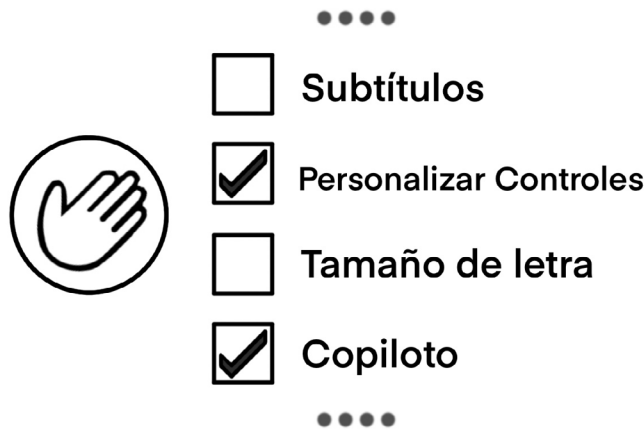 Subtítulos
Personalizar Controles
Tamaño de letra
Copiloto